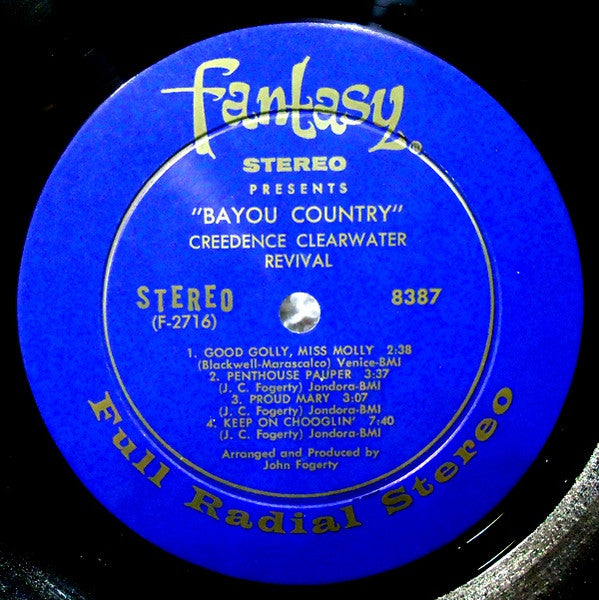 fantasy®
STEREO
PRESENTS
"BAYOU COUNTRY"
CREEDENCE CLEARWATER
REVIVAL
STEREO 8387
(F-2716)
1. GOOD GOLLY, MISS MOLLY 2:38
(Blackwell-Marascalco) Venice-BMI
2. PENTHOUSE PAUPER 3:37
(J. C. Fogerty) Jondora-BMI
3. PROUD MARY 3:07
(J. C. Fogerty) Jondora-BMI
4. KEEP ON CHOOGLIN' 7:40
(J. C. Fogerty) Jondora-BMI
Arranged and Produced by
John Fogerty
Full Radial Stereo